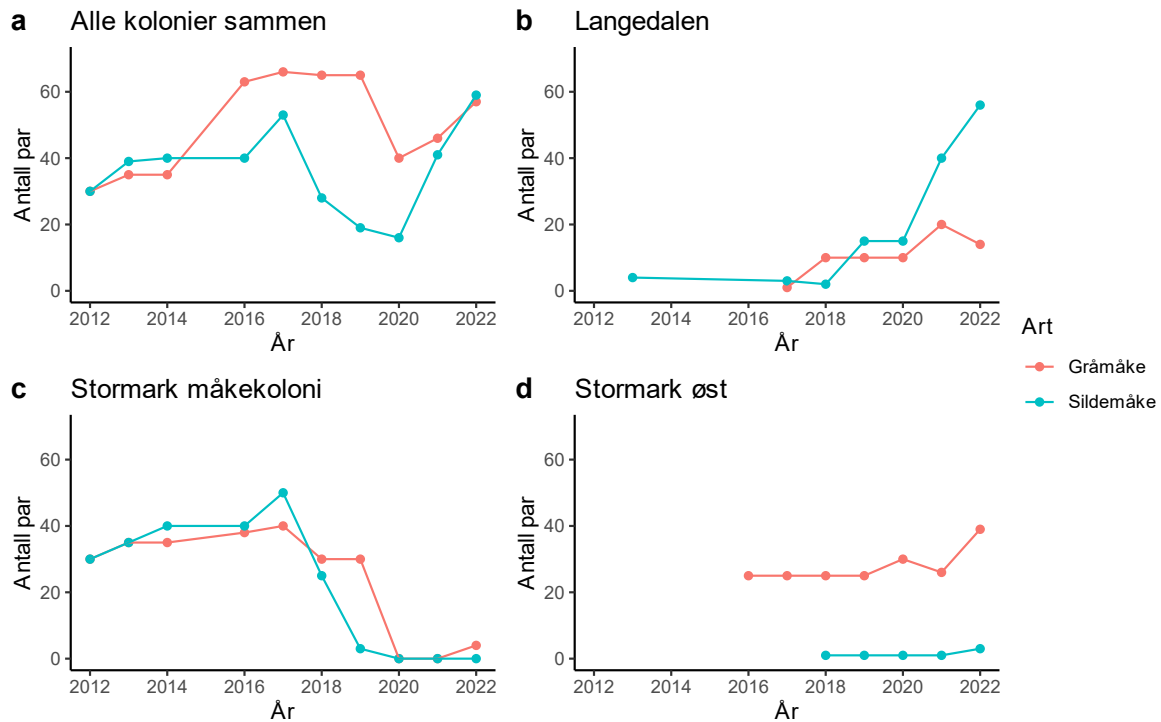 a Alle kolonier sammen
60
40
20
0
Antall par
2012 2014 2016 2018 2020 2022
År
b Langedalen
60
40
20
0
Antall par
2012 2014 2016 2018 2020 2022
År
Art
Gråmåke
Sildemåke
c Stormark måkekoloni
60
40
20
0
Antall par
2012 2014 2016 2018 2020 2022
År
d Stormark øst
60
40
20
0
Antall par
2012 2014 2016 2018 2020 2022
År